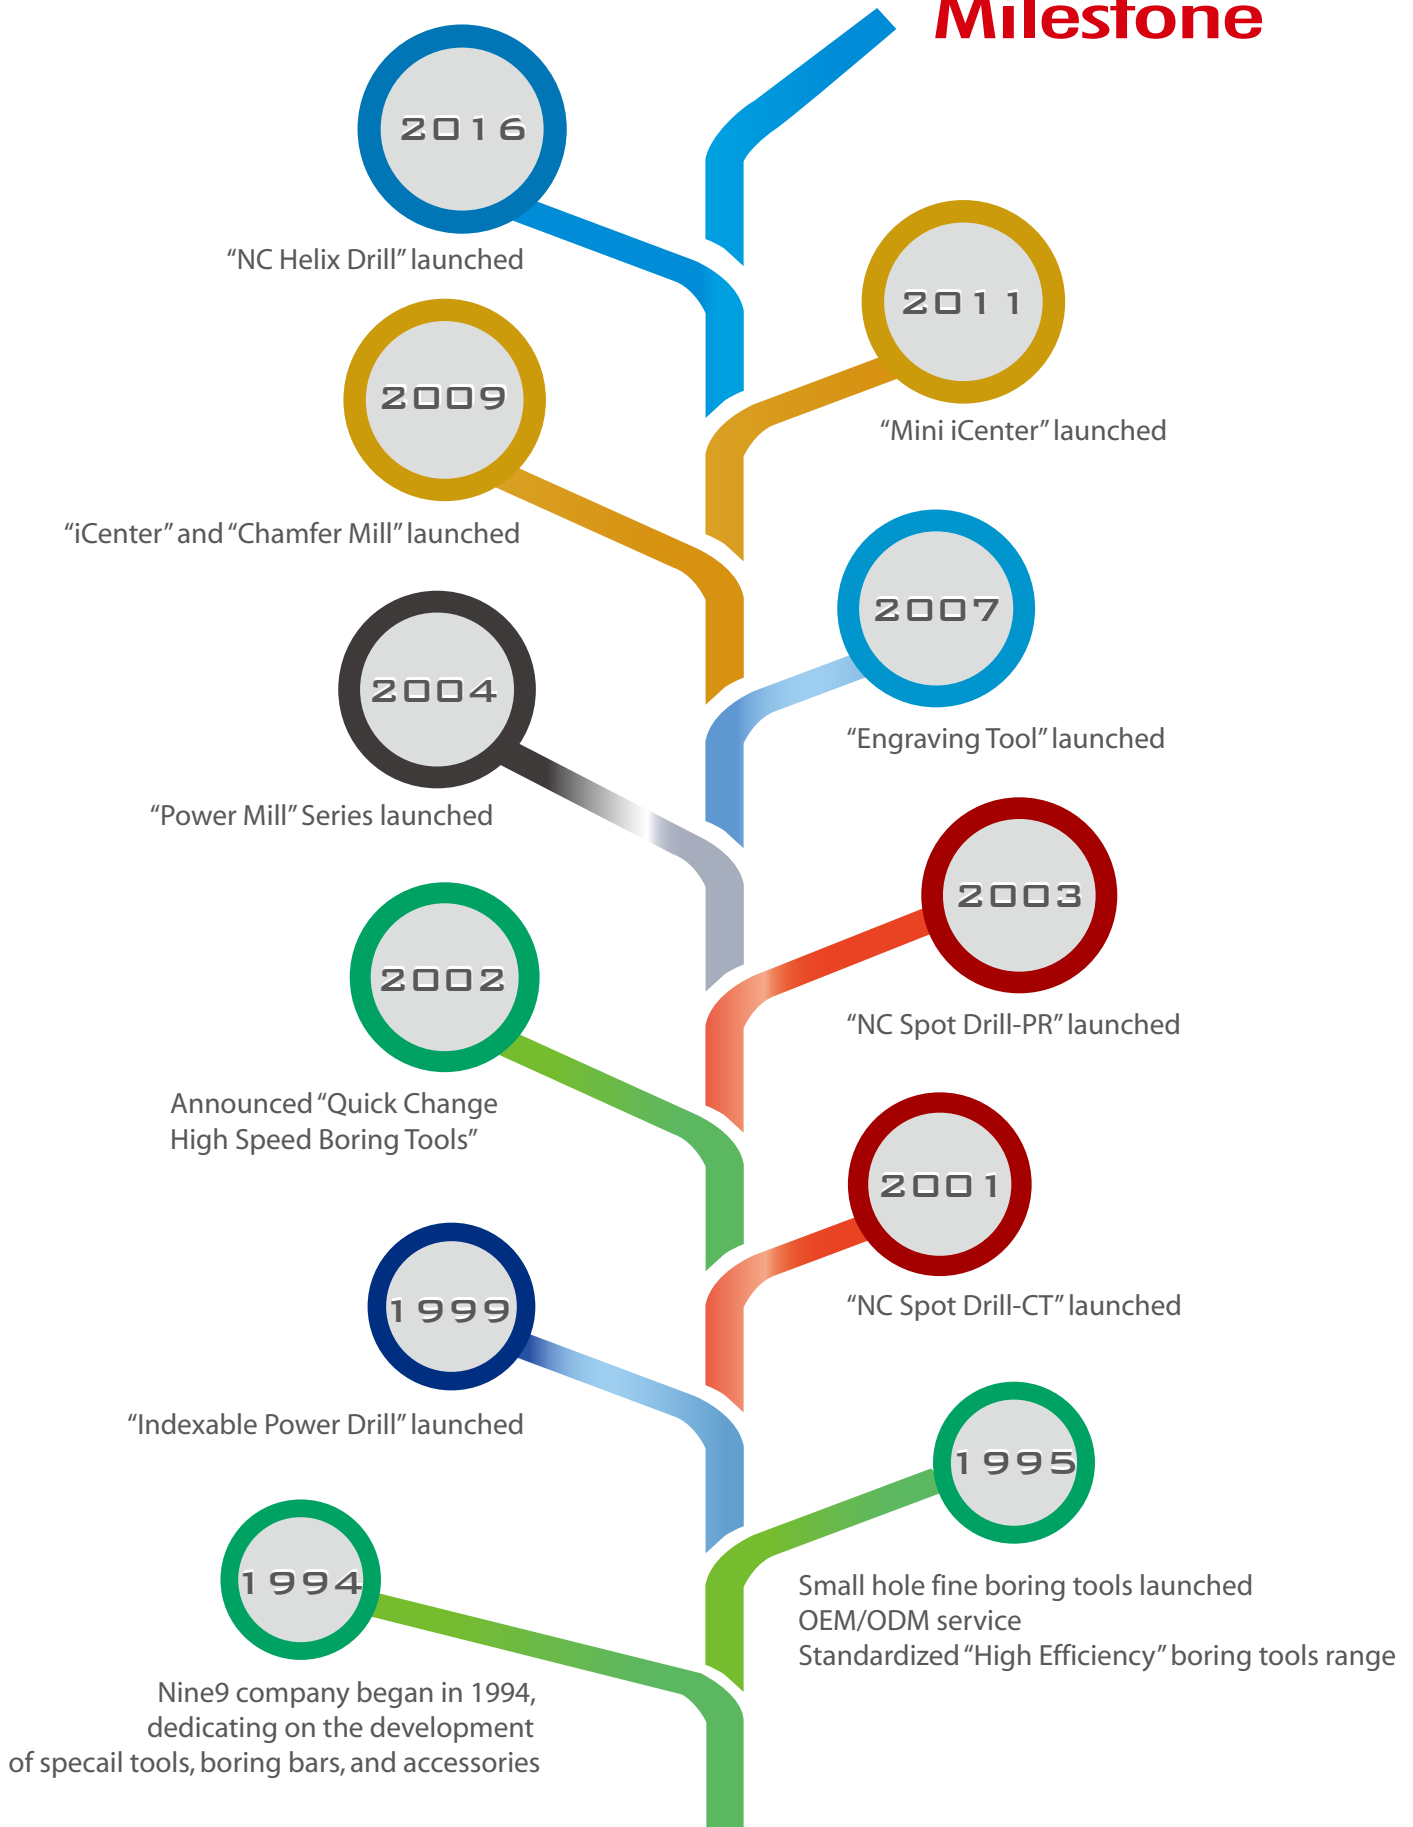 Milestone
2016
“NC Helix Drill” launched
2011
“Mini iCenter” launched
2009
“iCenter” and “Chamfer Mill” launched
2007
“Engraving Tool” launched
2004
“Power Mill” Series launched
2003
“NC Spot Drill-PR” launched
2002
Announced “Quick Change
High Speed Boring Tools”
2001
“NC Spot Drill-CT” launched
1999
“Indexable Power Drill” launched
1995
Small hole fine boring tools launched
OEM/ODM service
Standardized “High Efficiency” boring tools range
1994
Nine9 company began in 1994,
dedicating on the development
of specail tools, boring bars, and accessories